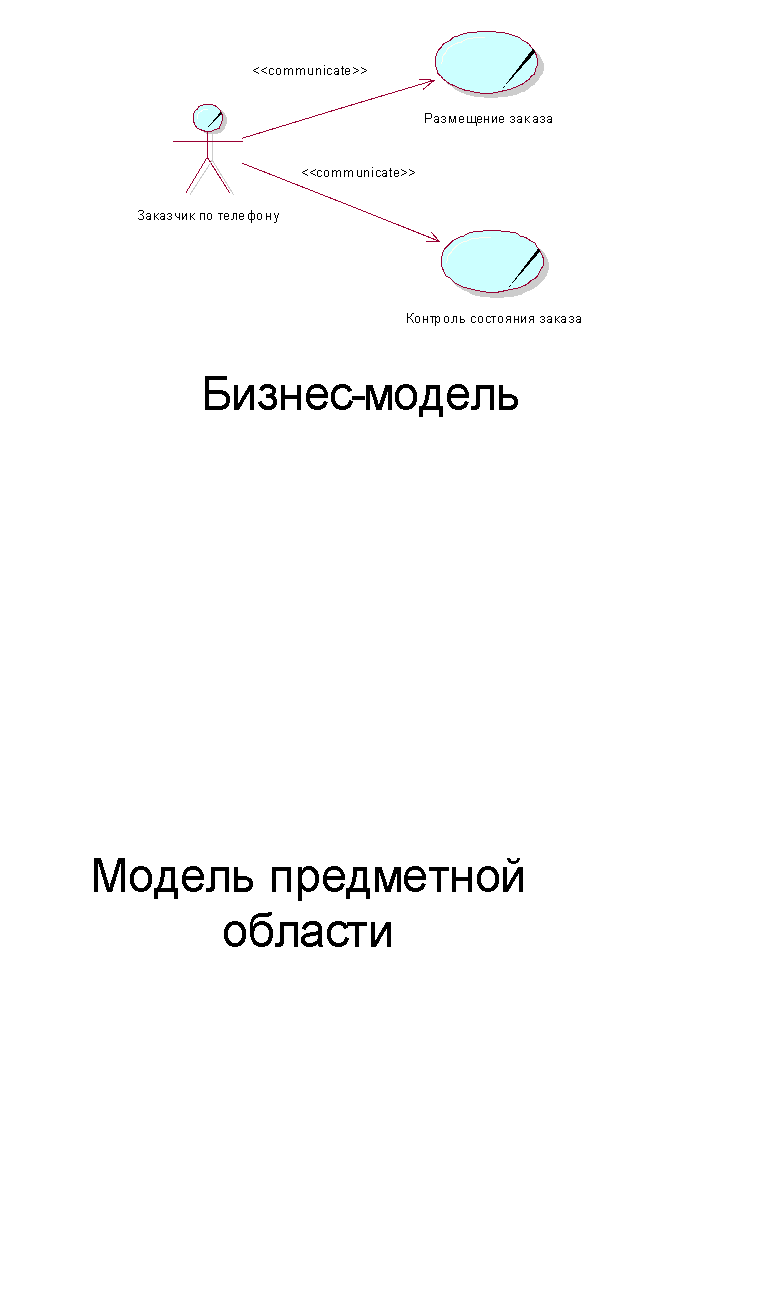 <<communicate>>
Размещение заказа
<<communicate>>
Заказчик по телефону
Контроль состояния заказа
Бизнес-модель
Модель предметной
области